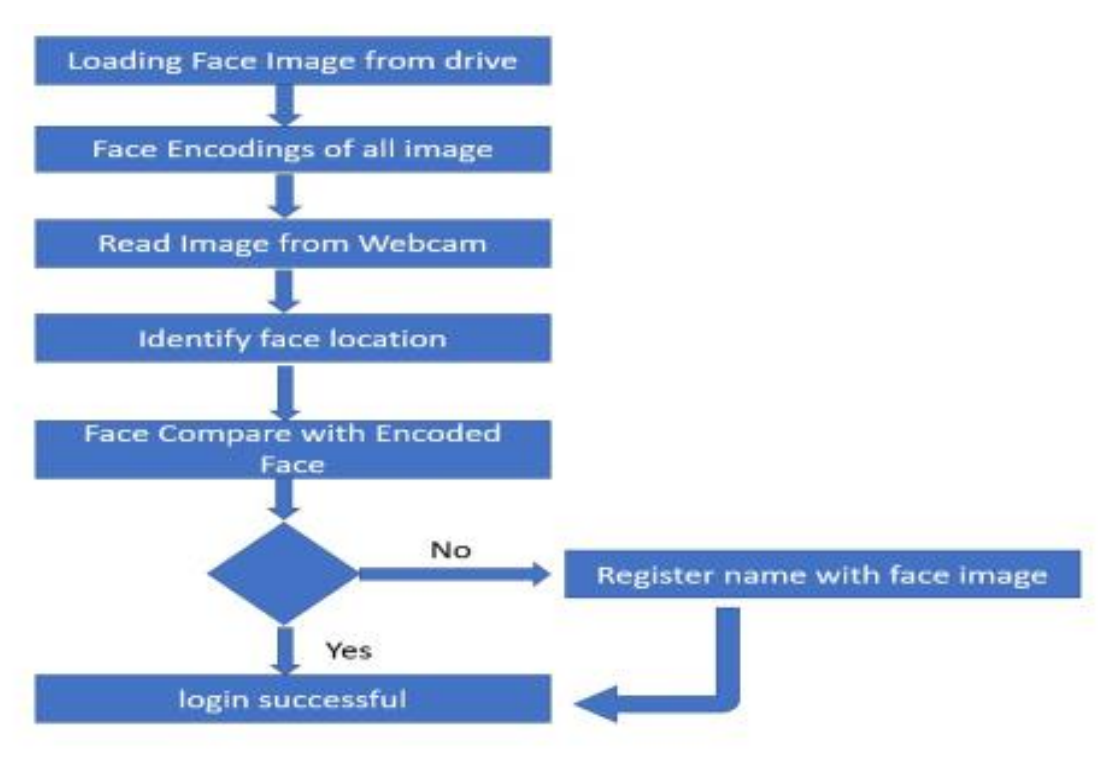 Loading Face Image from drive
Face Encodings of all image
Read Image from Webcam
Identify face location
Face Compare with Encoded
Face
No
Register name with face image
Yes
login successful